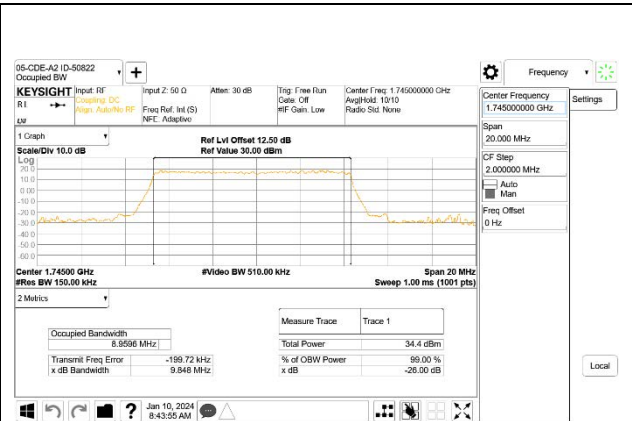 05-CDE-A2 ID-50822
Occupied BW
Frequency
KEYSIGHT
Input: RF
Coupling: DC
Align: Auto/No RF
Input Z: 50 Ω
Freq Ref: Int (S)
NFE: Adaptive
Atten: 30 dB
Trig: Free Run
Gate: Off
#IF Gain: Low
Center Freq: 1.745000000 GHz
Avg|Hold: 10/10
Radio Std: None
Center Frequency
1.745000000 GHz
Settings
Span
20.000 MHz
CF Step
2.000000 MHz
Auto
Man
Freq Offset
0 Hz
1 Graph
Scale/Div 10.0 dB
Ref Lvl Offset 12.50 dB
Ref Value 30.00 dBm
Log
20.0
10.0
0.00
-10.0
-20.0
-30.0
-40.0
-50.0
-60.0
Center 1.74500 GHz
#Res BW 150.00 kHz
#Video BW 510.00 kHz
Span 20 MHz
Sweep 1.00 ms (1001 pts)
2 Metrics
Measure Trace Trace 1
Occupied Bandwidth
8.9596 MHz
Total Power 34.4 dBm
Transmit Freq Error -199.72 kHz
% of OBW Power 99.00 %
x dB Bandwidth 9.848 MHz
x dB -26.00 dB
Local
Jan 10, 2024
8:43:55 AM